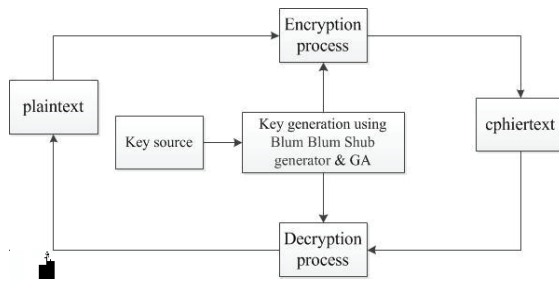 Encryption
process
plaintext
Key source
Key generation using
Blum Blum Shub
generator & GA
cphiertext
Decryption
process